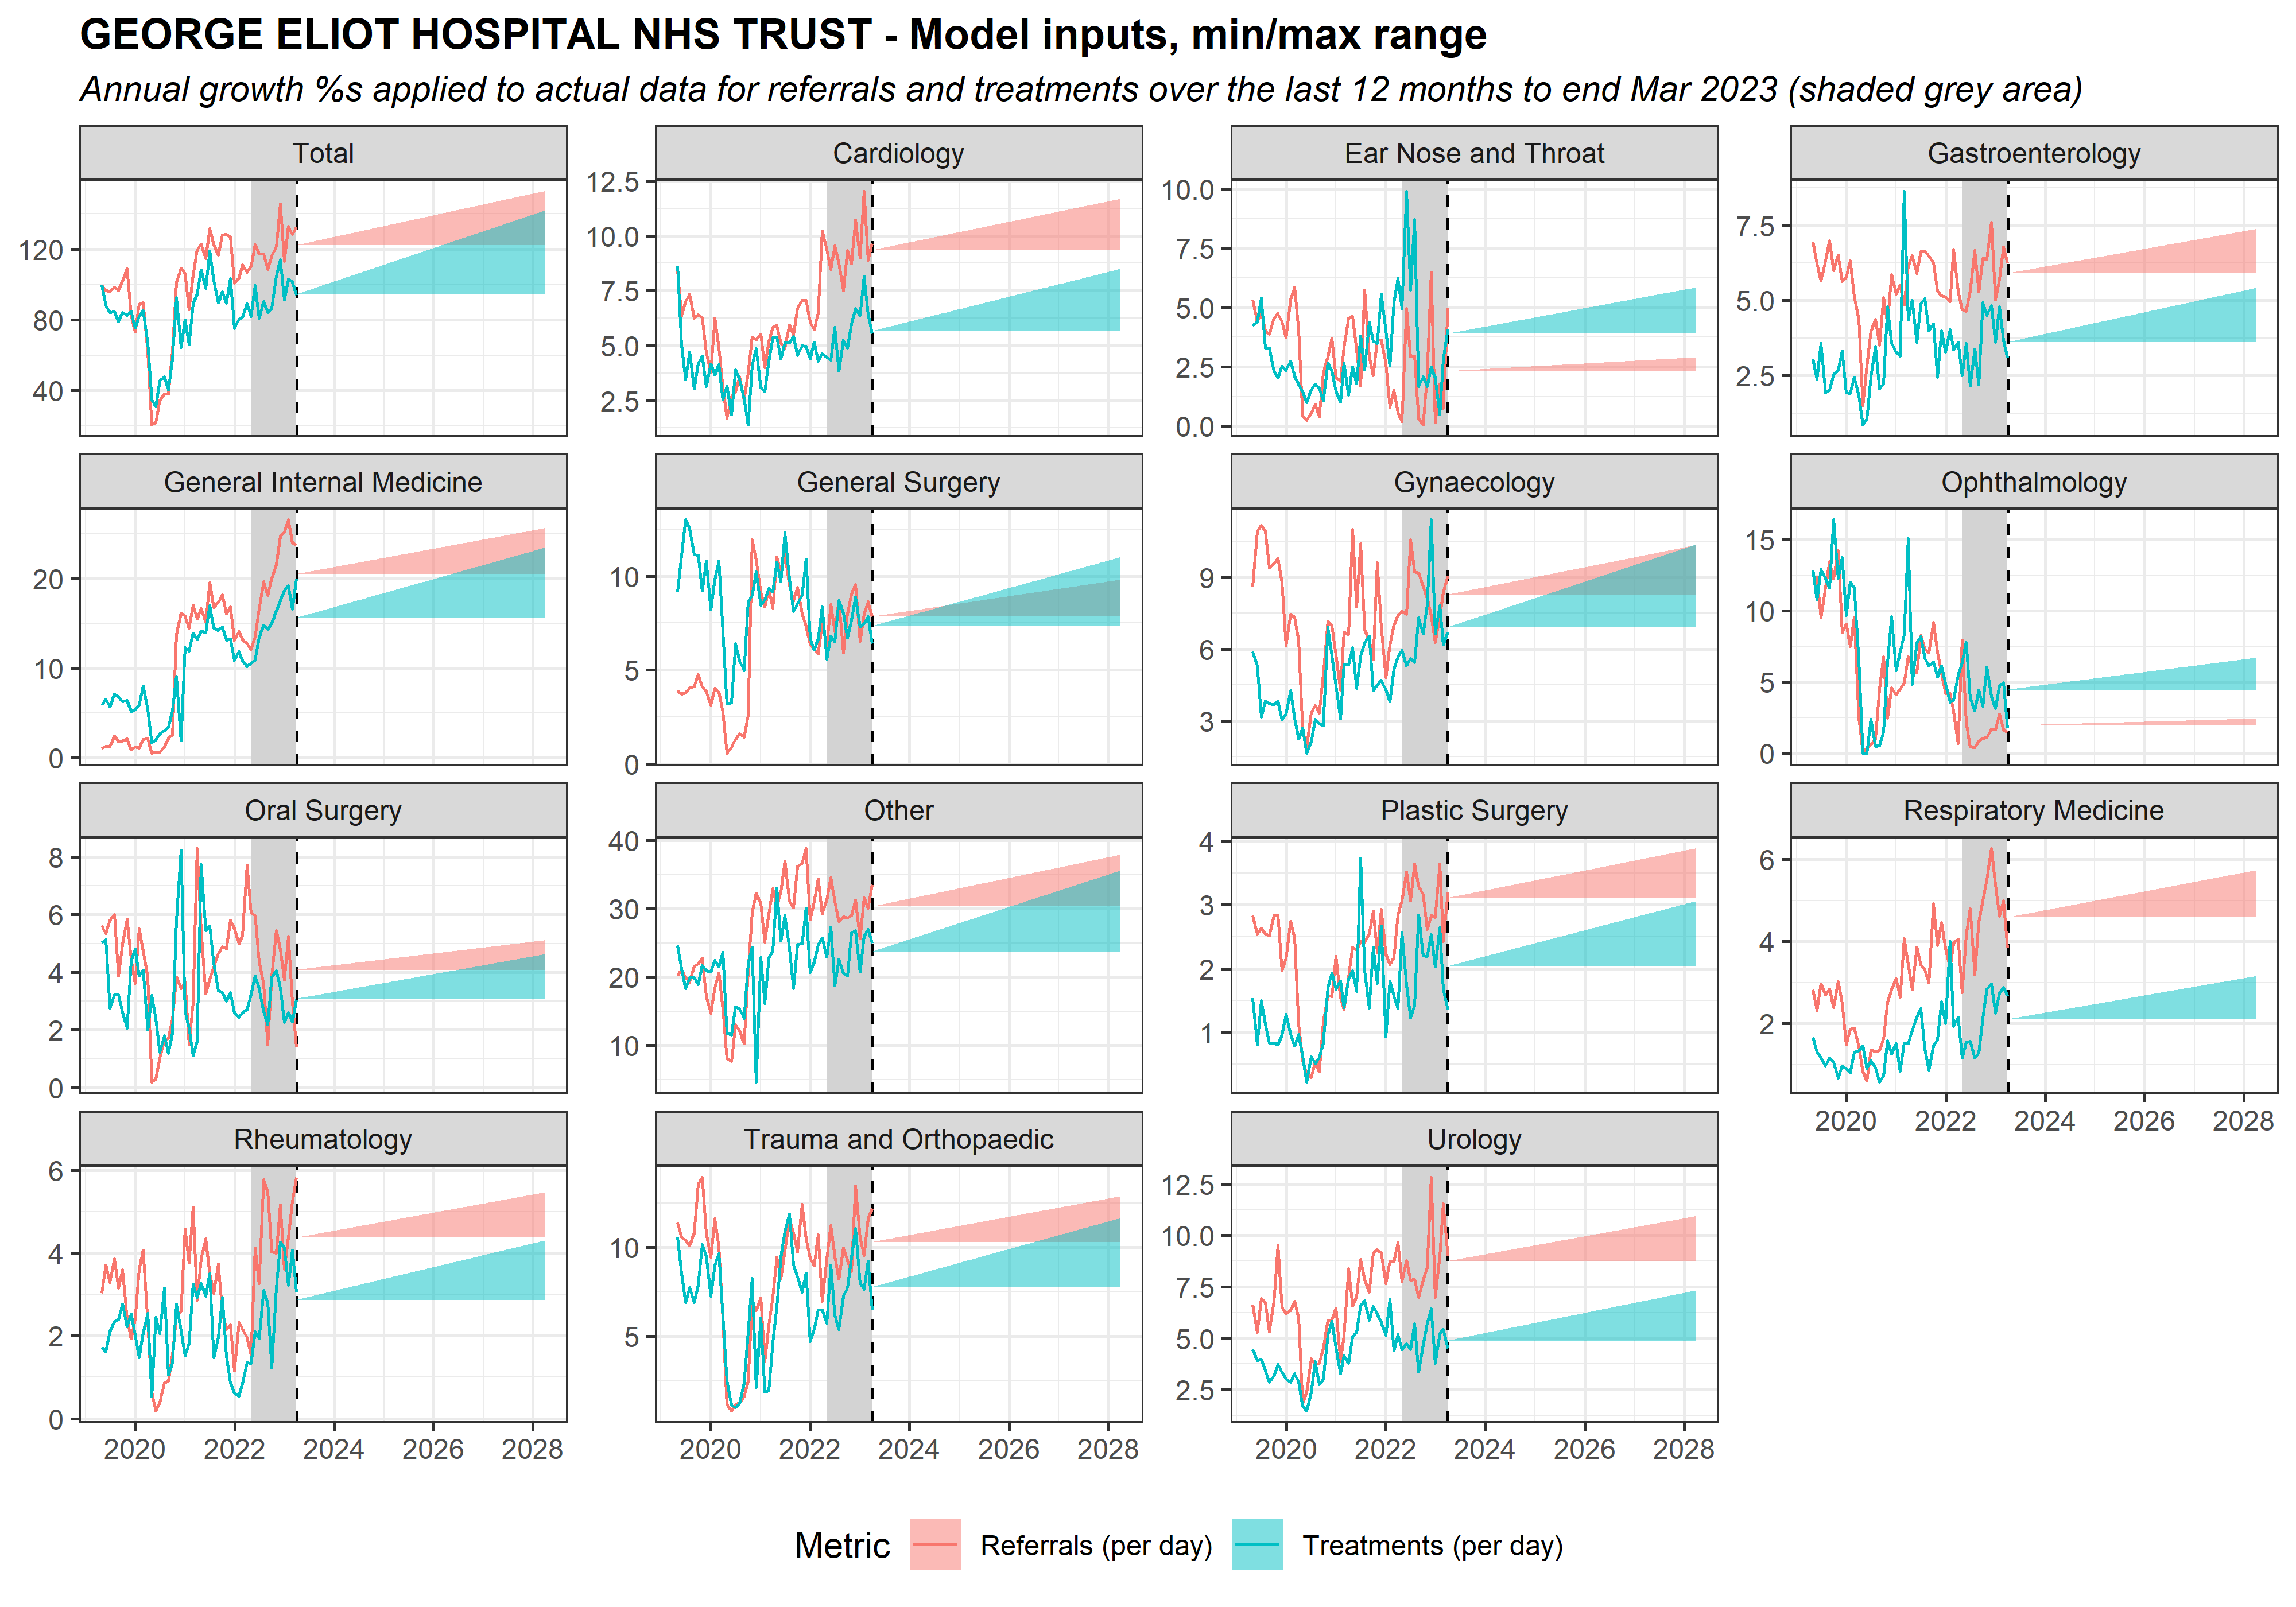 GEORGE ELIOT HOSPITAL NHS TRUST - Model inputs, min/max range
Annual growth %s applied to actual data for referrals and treatments over the last 12 months to end Mar 2023 (shaded grey area)
Total
Cardiology
Ear Nose and Throat
Gastroenterology
120
80
40
12.5
10.0
7.5
5.0
2.5
10.0
7.5
5.0
2.5
0.0
7.5
5.0
2.5
General Internal Medicine
General Surgery
Gynaecology
Ophthalmology
20
10
0
10
5
0
9
6
3
15
10
5
0
Oral Surgery
Other
Plastic Surgery
Respiratory Medicine
8
6
4
2
0
40
30
20
10
4
3
2
1
6
4
2
2020 2022 2024 2026 2028
Rheumatology
Trauma and Orthopaedic
Urology
6
4
2
0
10
5
12.5
10.0
7.5
5.0
2.5
2020 2022 2024 2026 2028
2020 2022 2024 2026 2028
2020 2022 2024 2026 2028
Metric Referrals (per day) Treatments (per day)